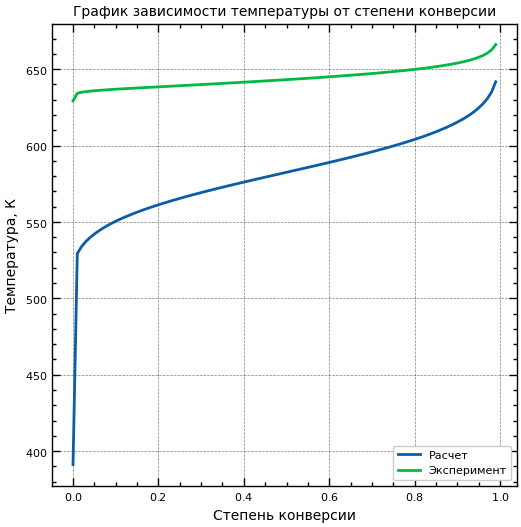 График зависимости температуры от степени конверсии
650
600
550
500
450
400
Температура, К
0.0 0.2 0.4 0.6 0.8 1.0
Степень конверсии
Расчет
Эксперимент